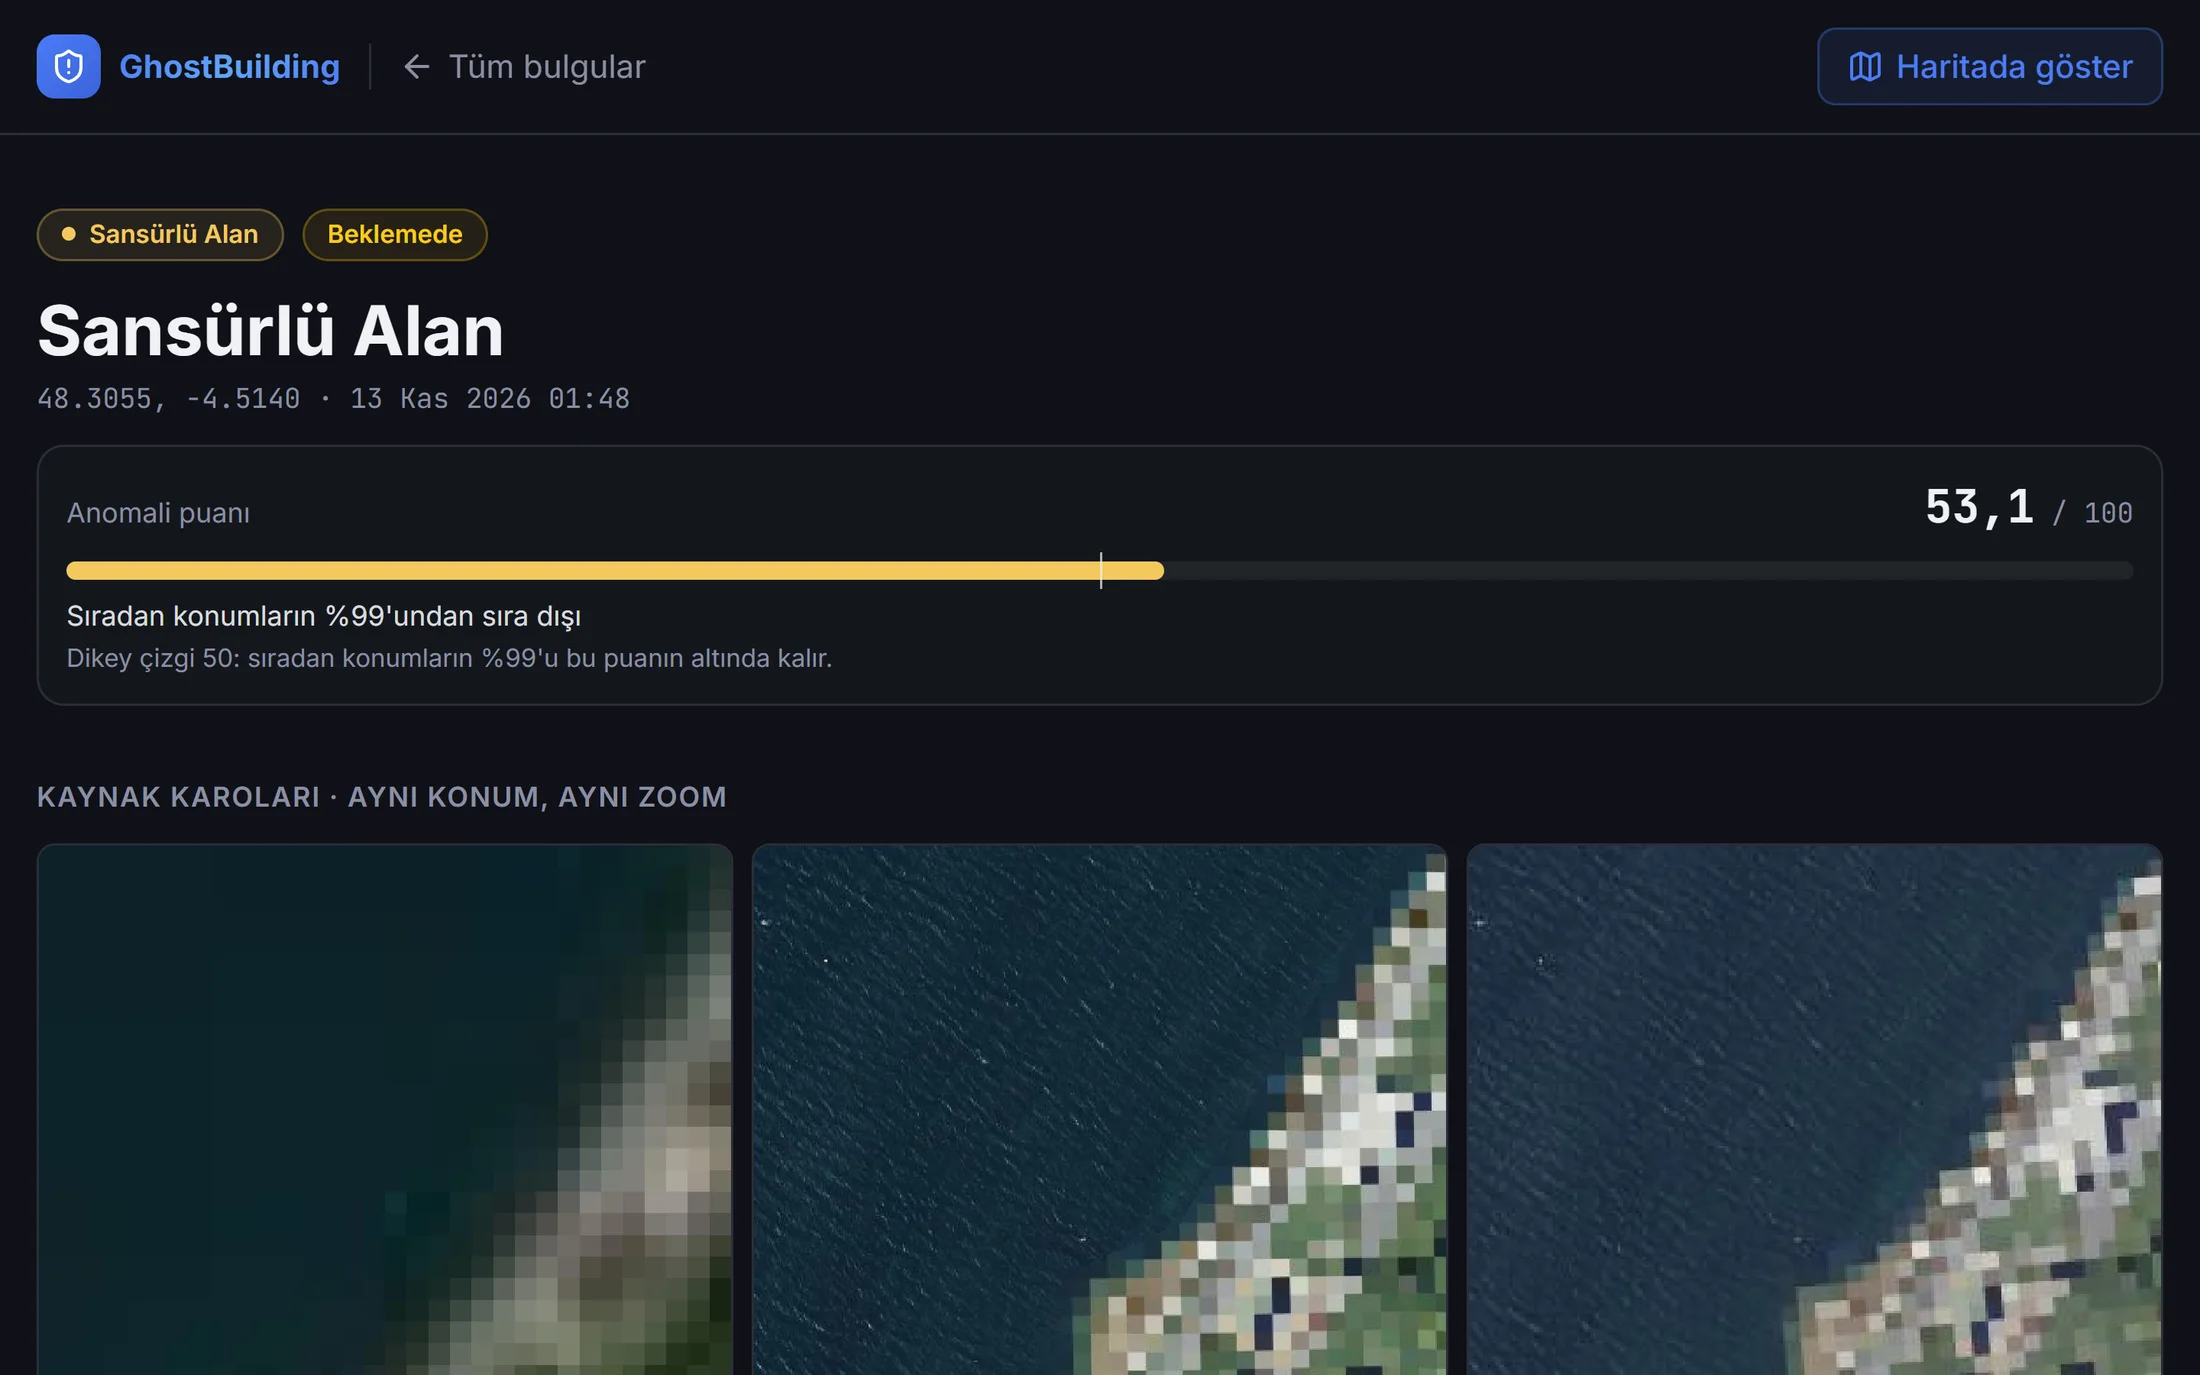 GhostBuilding
← Tüm bulgular
Haritada göster
Sansürlü Alan
Beklemede
Sansürlü Alan
48.3055, -4.5140 · 13 Kas 2026 01:48
Anomali puanı
53,1 / 100
Sıradan konumların %99'undan sıra dışı
Dikey çizgi 50: sıradan konumların %99'u bu puanın altında kalır.
KAYNAK KAROLARI · AYNI KONUM, AYNI ZOOM